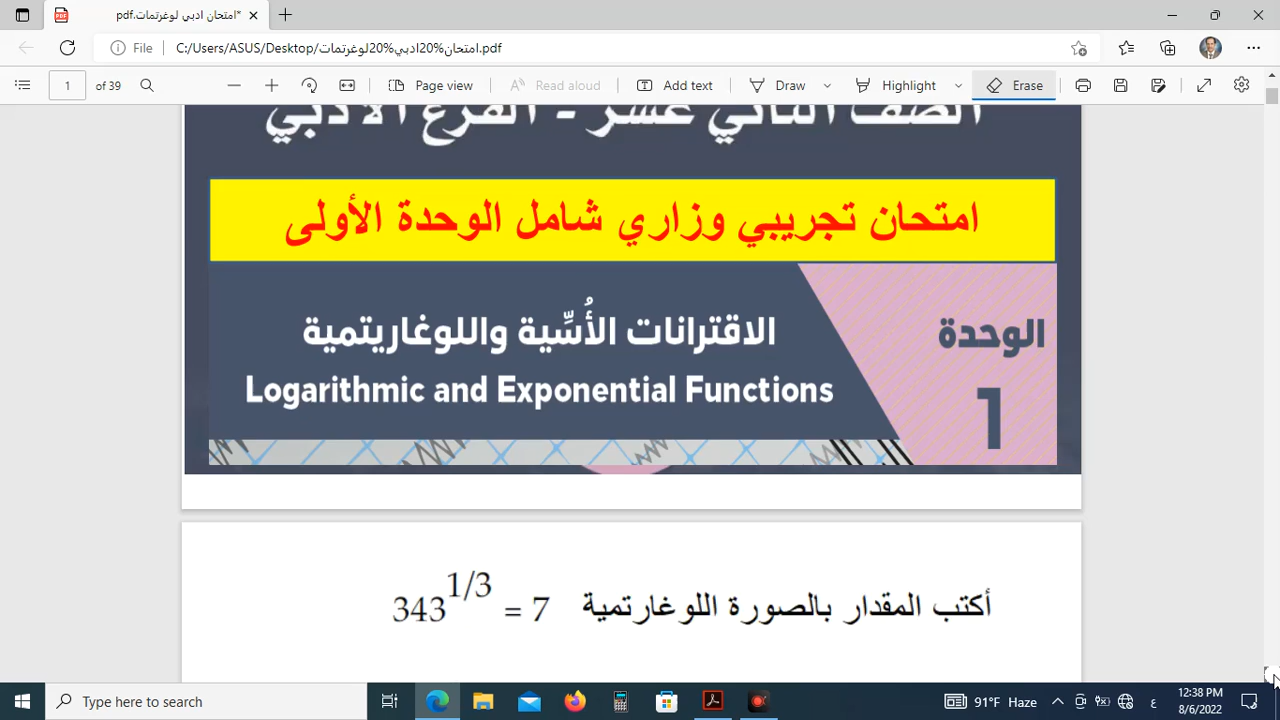 امتحان ادبي لوغرتمات.pdf*
File C:/Users/ASUS/Desktop/امتحان%20ادبي%20لوغرتمات.pdf
1 of 39 Page view Read aloud Add text Draw Highlight Erase
الصف الثاني عشر - الفرع الأدبي
امتحان تجريبي وزاري شامل الوحدة الأولى
الاقترانات الأُسِّية واللوغاريتمية
Logarithmic and Exponential Functions
الوحدة
1
أكتب المقدار بالصورة اللوغارتمية 343^1/3 = 7
Type here to search 91°F Haze ع 12:38 PM
8/6/2022